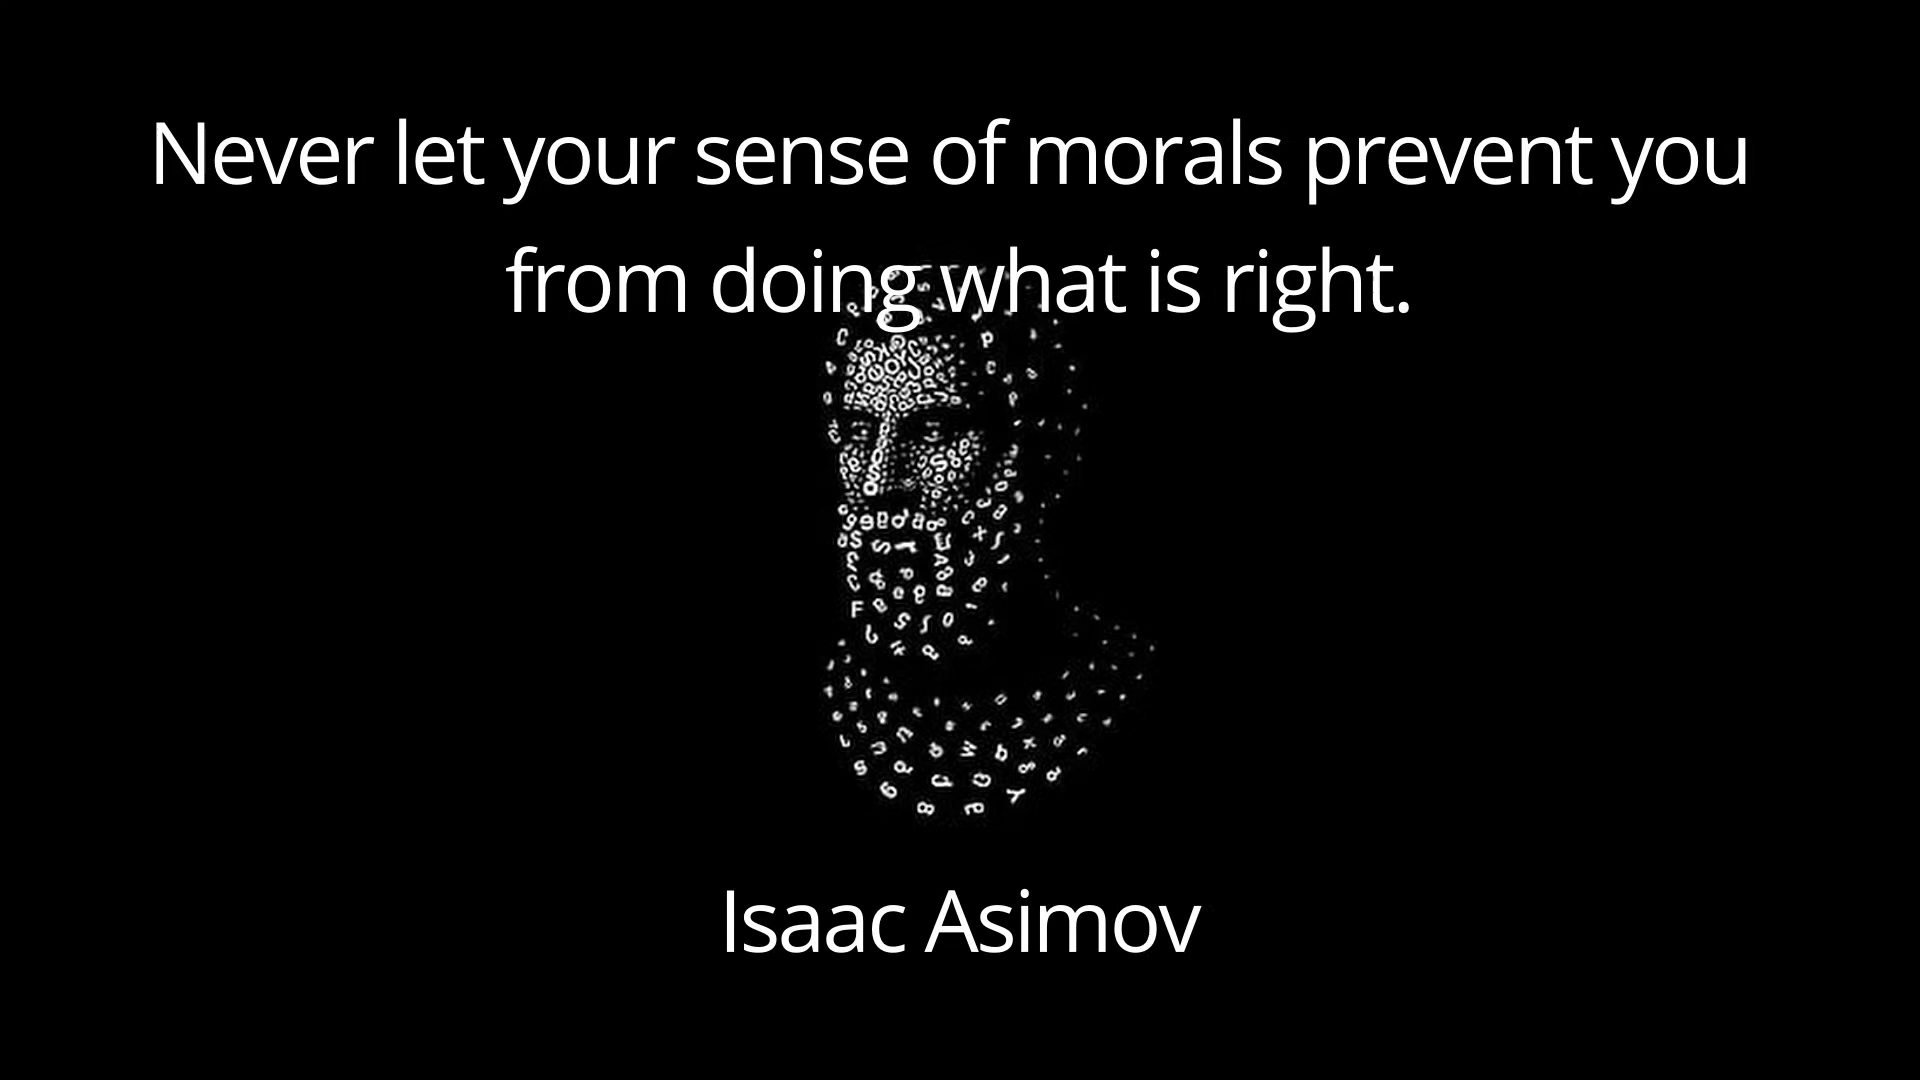 Never let your sense of morals prevent you
from doing what is right.
Isaac Asimov